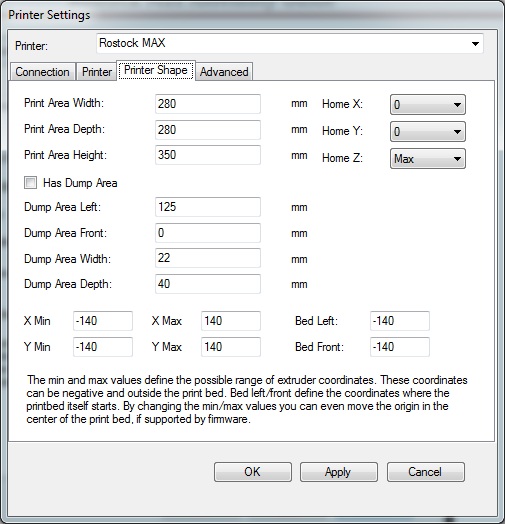 Printer Settings
Printer: Rostock MAX
Connection Printer Printer Shape Advanced
Print Area Width: 280 mm Home X: 0
Print Area Depth: 280 mm Home Y: 0
Print Area Height: 350 mm Home Z: Max
Has Dump Area
Dump Area Left: 125 mm
Dump Area Front: 0 mm
Dump Area Width: 22 mm
Dump Area Depth: 40 mm
X Min -140 X Max 140 Bed Left: -140
Y Min -140 Y Max 140 Bed Front: -140
The min and max values define the possible range of extruder coordinates. These coordinates
can be negative and outside the print bed. Bed left/front define the coordinates where the
printbed itself starts. By changing the min/max values you can even move the origin in the
center of the print bed, if supported by firmware.
OK Apply Cancel